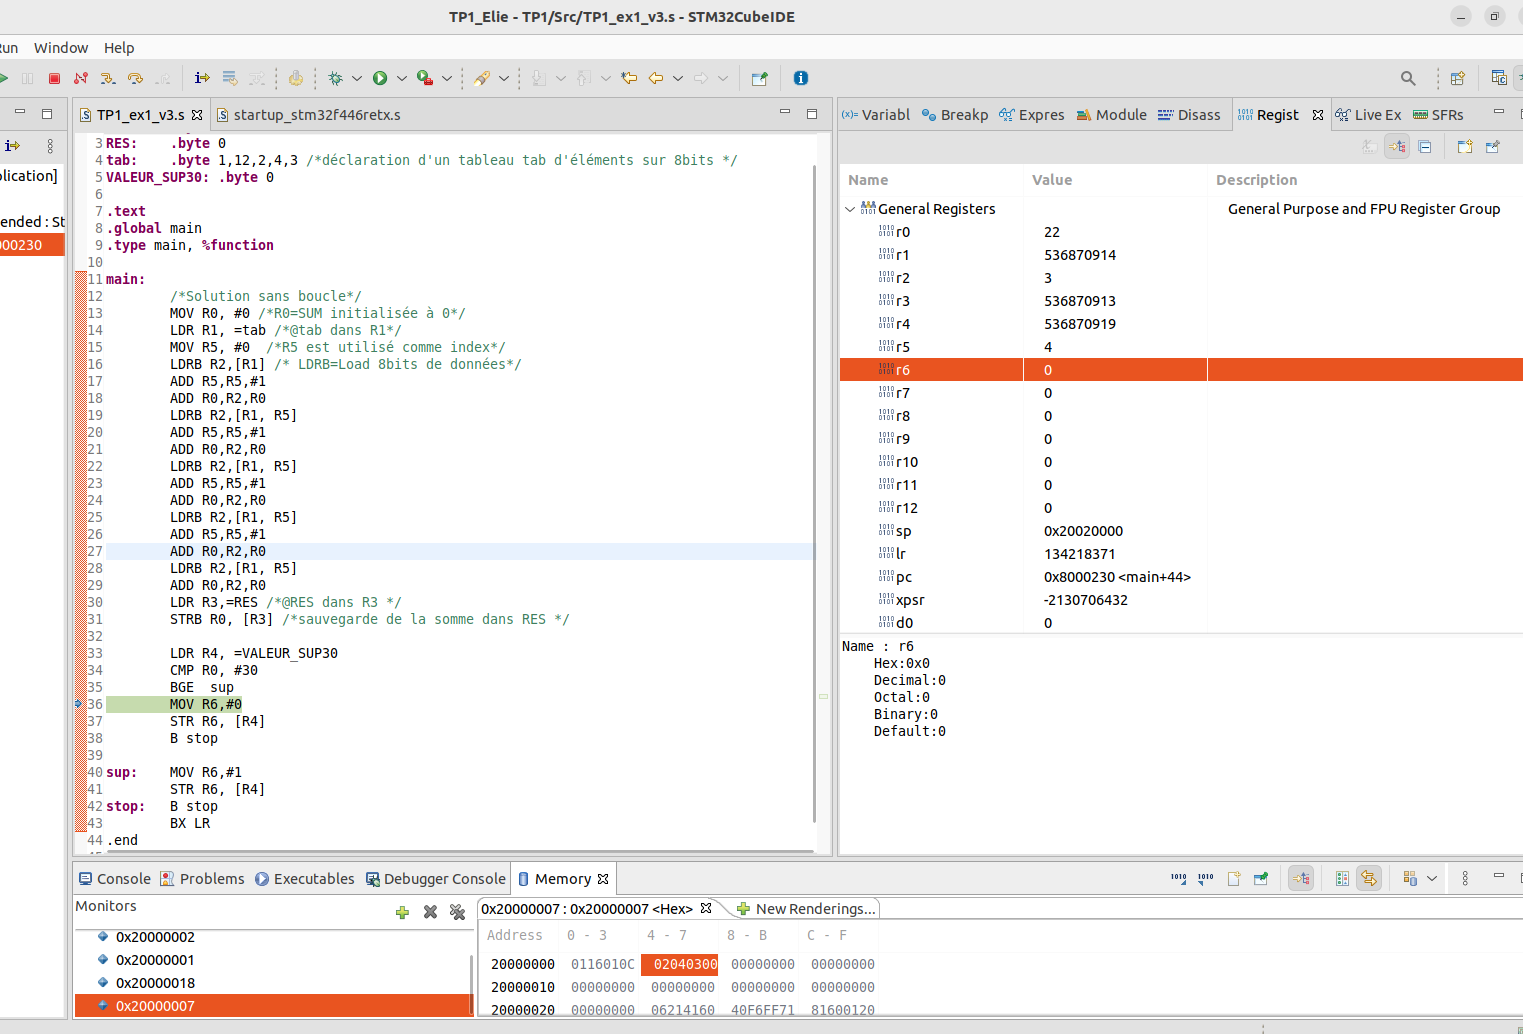 TP1_Elie - TP1/Src/TP1_ex1_v3.s - STM32CubeIDE
Run Window Help
TP1_ex1_v3.s startup_stm32f446retx.s
(x)= Variabl Breakp Expres Module Disass Regist Live Ex SFRs
plication]
ended : St
000230
3 RES: .byte 0
4 tab: .byte 1,12,2,4,3 /*déclaration d'un tableau tab d'éléments sur 8bits */
5 VALEUR_SUP30: .byte 0
6
7 .text
8 .global main
9 .type main, %function
10
11 main:
12 /*Solution sans boucle*/
13 MOV R0, #0 /*R0=SUM initialisée à 0*/
14 LDR R1, =tab /*@tab dans R1*/
15 MOV R5, #0 /*R5 est utilisé comme index*/
16 LDRB R2,[R1] /* LDRB=Load 8bits de données*/
17 ADD R5,R5,#1
18 ADD R0,R2,R0
19 LDRB R2,[R1, R5]
20 ADD R5,R5,#1
21 ADD R0,R2,R0
22 LDRB R2,[R1, R5]
23 ADD R5,R5,#1
24 ADD R0,R2,R0
25 LDRB R2,[R1, R5]
26 ADD R5,R5,#1
27 ADD R0,R2,R0
28 LDRB R2,[R1, R5]
29 ADD R0,R2,R0
30 LDR R3,=RES /*@RES dans R3 */
31 STRB R0, [R3] /*sauvegarde de la somme dans RES */
32
33 LDR R4, =VALEUR_SUP30
34 CMP R0, #30
35 BGE sup
36 MOV R6,#0
37 STR R6, [R4]
38 B stop
39
40 sup: MOV R6,#1
41 STR R6, [R4]
42 stop: B stop
43 BX LR
44 .end
Name Value Description
General Registers General Purpose and FPU Register Group
r0 22
r1 536870914
r2 3
r3 536870913
r4 536870919
r5 4
r6 0
r7 0
r8 0
r9 0
r10 0
r11 0
r12 0
sp 0x20020000
lr 134218371
pc 0x8000230 <main+44>
xpsr -2130706432
d0 0
Name : r6
Hex:0x0
Decimal:0
Octal:0
Binary:0
Default:0
Console Problems Executables Debugger Console Memory
Monitors
0x20000002
0x20000001
0x20000018
0x20000007
0x20000007 : 0x20000007 <Hex> New Renderings...
Address 0 - 3 4 - 7 8 - B C - F
20000000 0116010C 02040300 00000000 00000000
20000010 00000000 00000000 00000000 00000000
20000020 00000000 06214160 40F6FF71 81600120